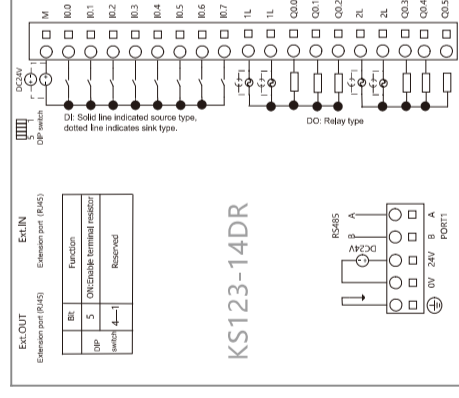 M
I0.0
I0.1
I0.2
I0.3
I0.4
I0.5
I0.6
I0.7
1L
1L
Q0.0
Q0.1
Q0.2
2L
2L
Q0.3
Q0.4
Q0.5
DC24V
DI: Solid line indicated source type,
dotted line indicates sink type.
DO: Relay type
5
1
DIP switch
Ext.OUT
Extension port (RJ45)
Ext.IN
Extension port (RJ45)
DIP
switch
Bit
Function
5
ON:Enable terminal resistor
4—1
Reserved
KS123-14DR
RS485
A
B
DC24V
0V
24V
B
A
PORT1